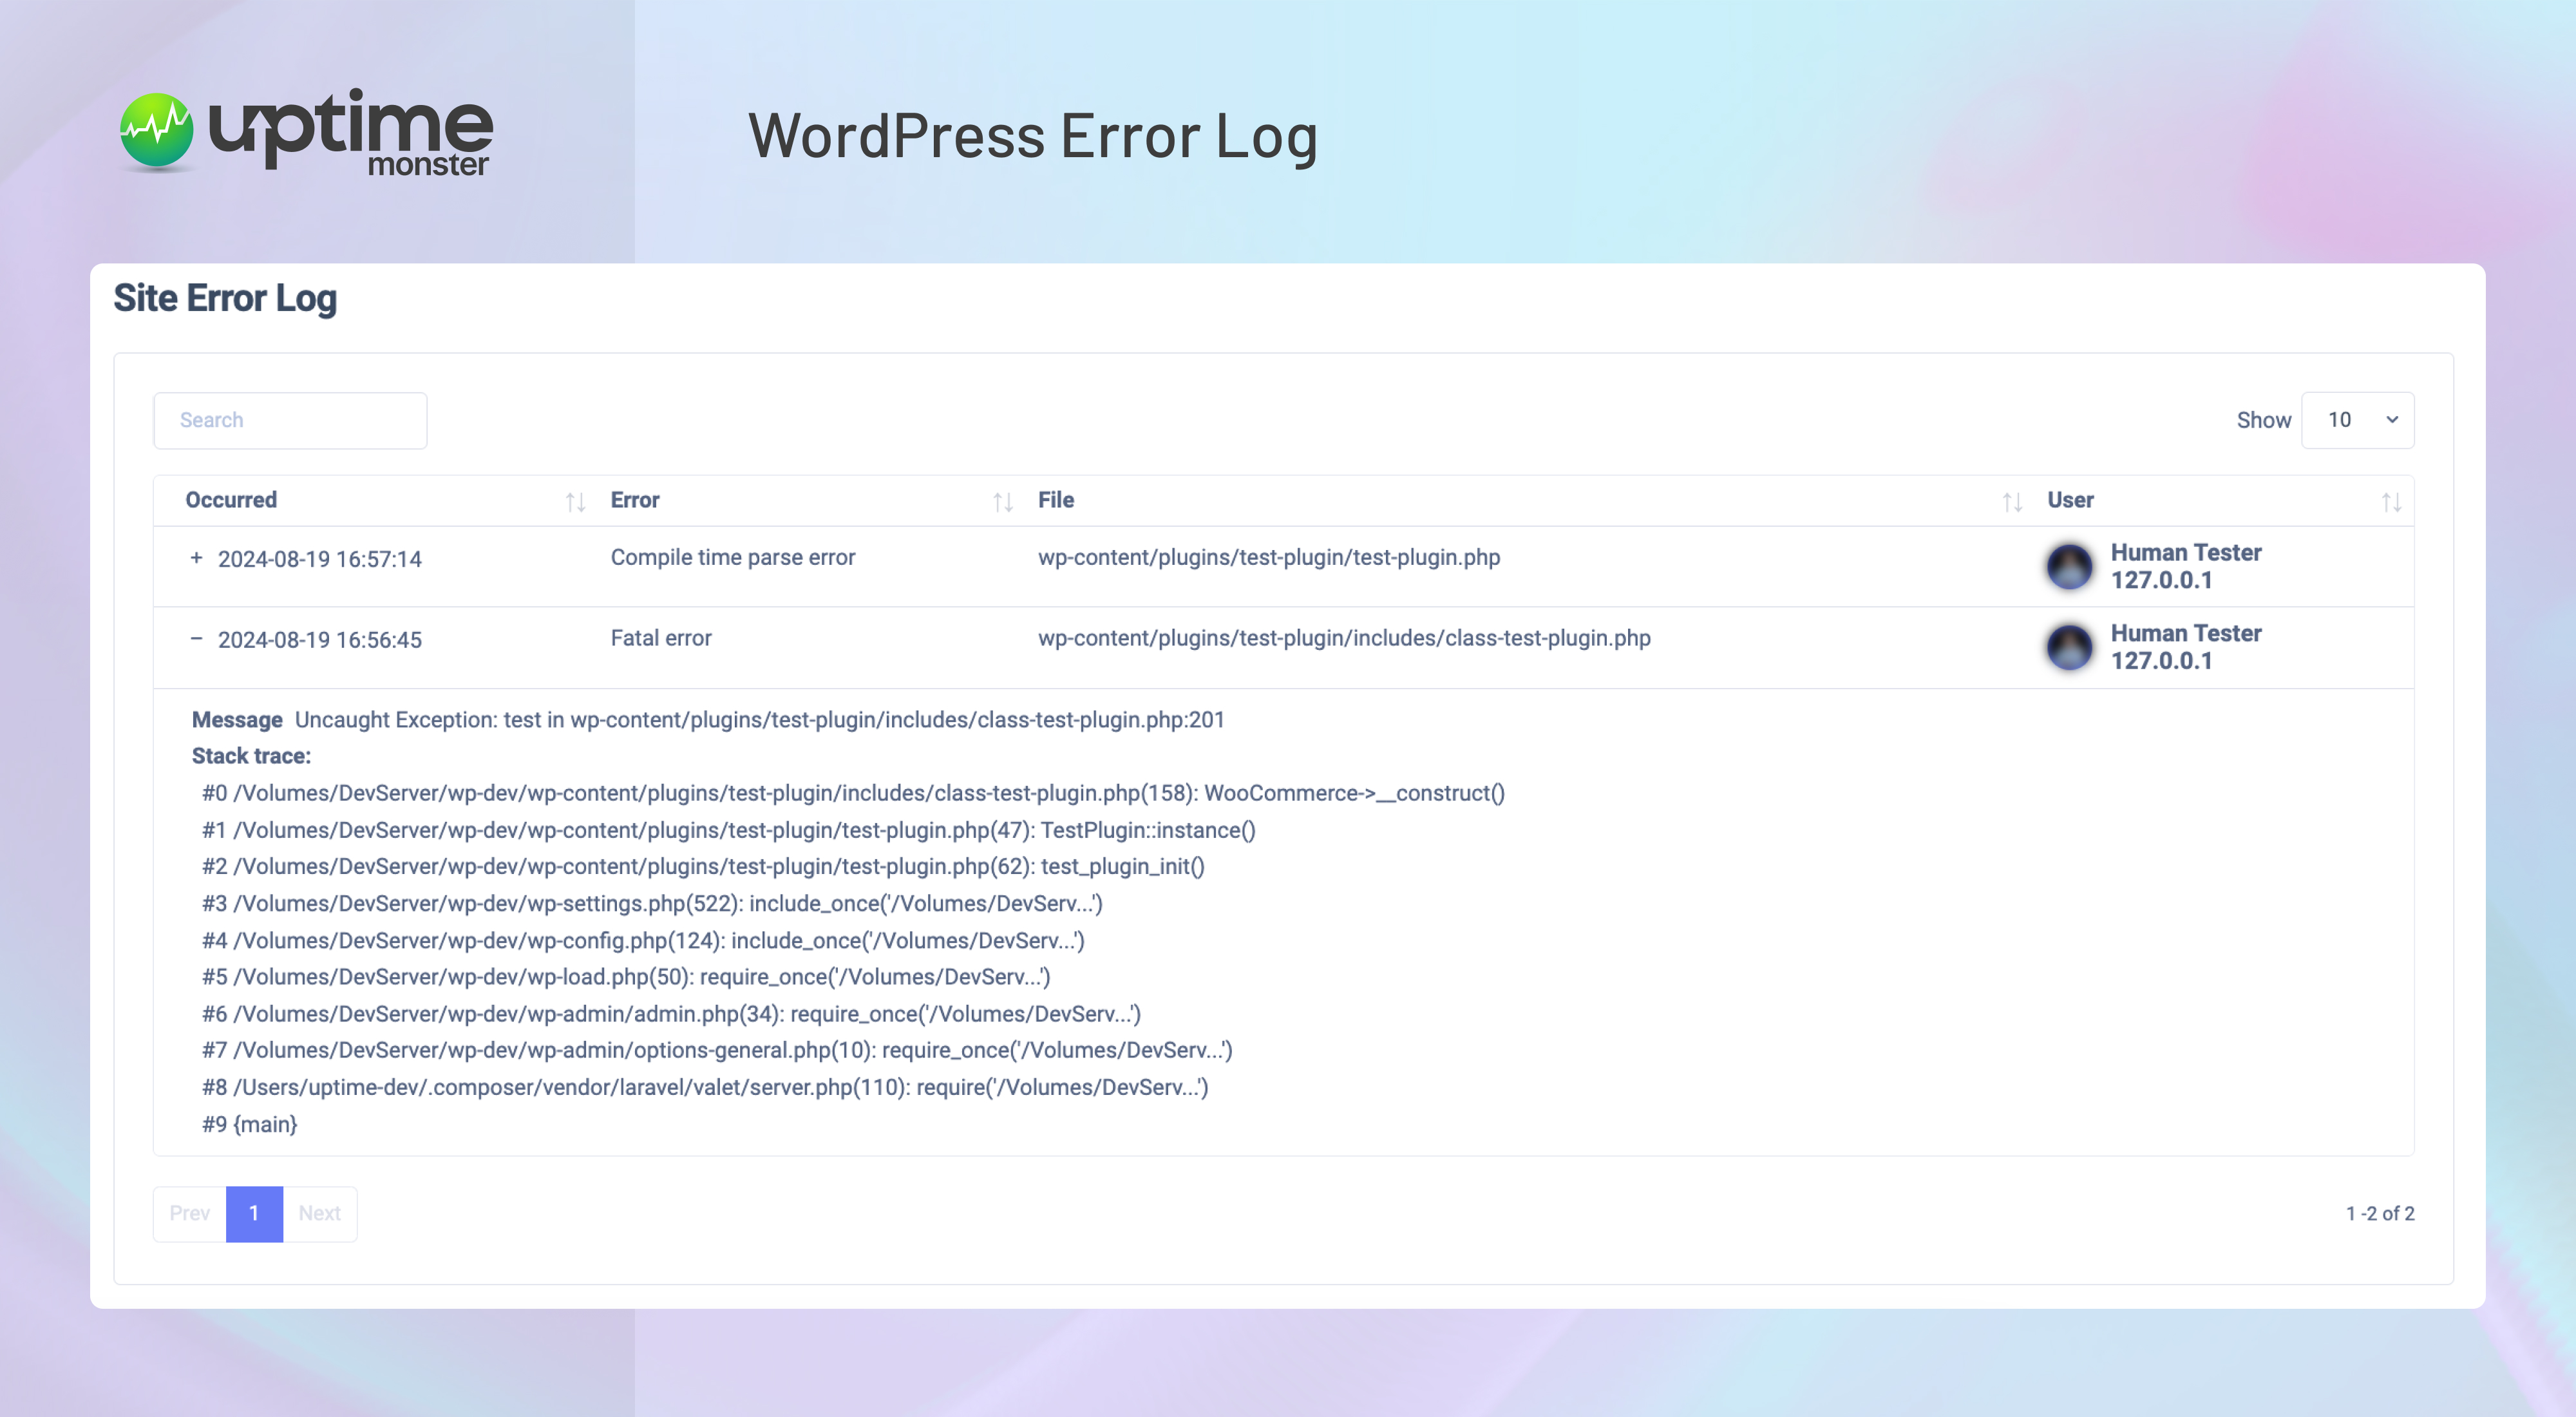 uptime
monster
WordPress Error Log
Site Error Log
Search
Show 10
Occurred Error File User
+ 2024-08-19 16:57:14 Compile time parse error wp-content/plugins/test-plugin/test-plugin.php Human Tester
127.0.0.1
− 2024-08-19 16:56:45 Fatal error wp-content/plugins/test-plugin/includes/class-test-plugin.php Human Tester
127.0.0.1
Message Uncaught Exception: test in wp-content/plugins/test-plugin/includes/class-test-plugin.php:201
Stack trace:
#0 /Volumes/DevServer/wp-dev/wp-content/plugins/test-plugin/includes/class-test-plugin.php(158): WooCommerce->__construct()
#1 /Volumes/DevServer/wp-dev/wp-content/plugins/test-plugin/test-plugin.php(47): TestPlugin::instance()
#2 /Volumes/DevServer/wp-dev/wp-content/plugins/test-plugin/test-plugin.php(62): test_plugin_init()
#3 /Volumes/DevServer/wp-dev/wp-settings.php(522): include_once('/Volumes/DevServ...')
#4 /Volumes/DevServer/wp-dev/wp-config.php(124): include_once('/Volumes/DevServ...')
#5 /Volumes/DevServer/wp-dev/wp-load.php(50): require_once('/Volumes/DevServ...')
#6 /Volumes/DevServer/wp-dev/wp-admin/admin.php(34): require_once('/Volumes/DevServ...')
#7 /Volumes/DevServer/wp-dev/wp-admin/options-general.php(10): require_once('/Volumes/DevServ...')
#8 /Users/uptime-dev/.composer/vendor/laravel/valet/server.php(110): require('/Volumes/DevServ...')
#9 {main}
Prev 1 Next 1 -2 of 2